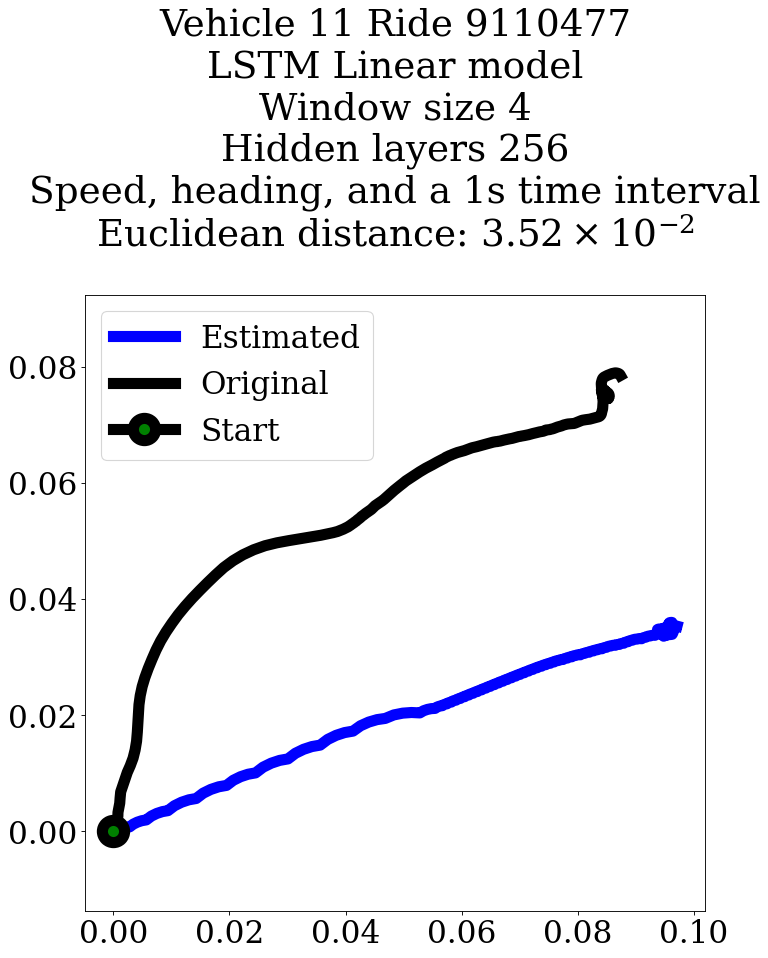 Vehicle 11 Ride 9110477
LSTM Linear model
Window size 4
Hidden layers 256
Speed, heading, and a 1s time interval
Euclidean distance: 3.52 × 10⁻²
Estimated
Original
Start
0.08
0.06
0.04
0.02
0.00
0.00 0.02 0.04 0.06 0.08 0.10